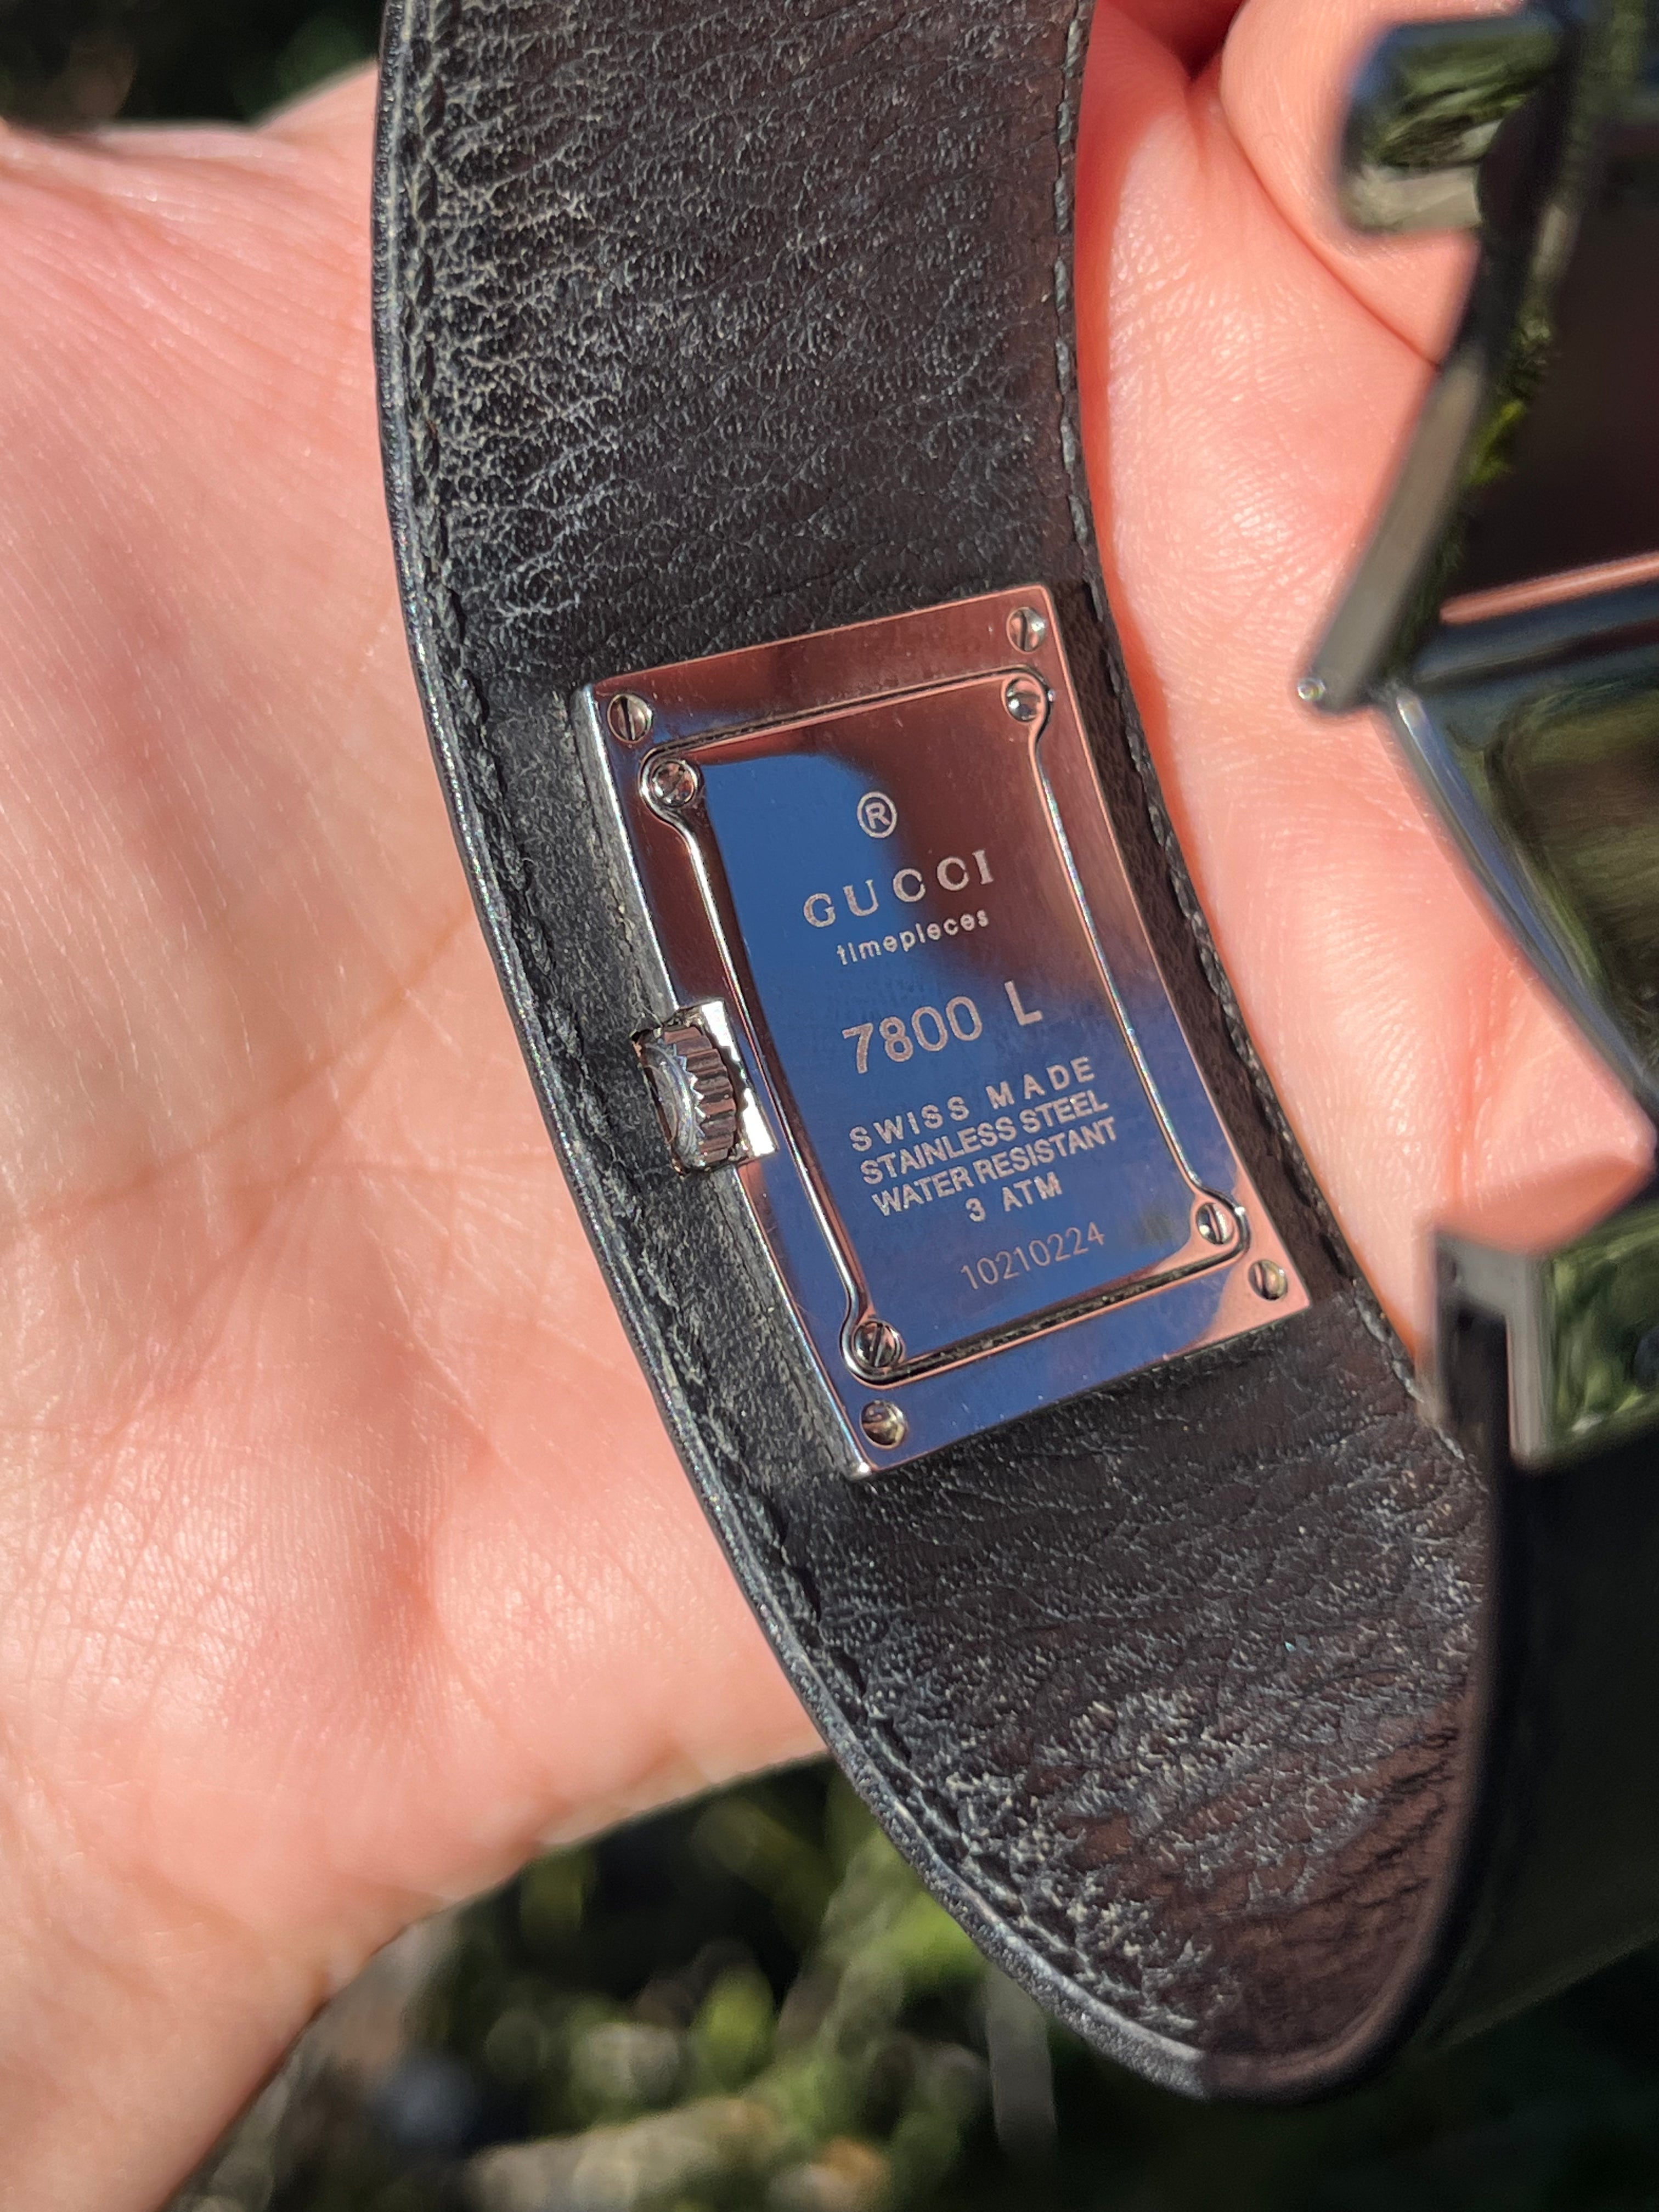 ®
GUCCI
timepieces
7800 L
SWISS MADE
STAINLESS STEEL
WATER RESISTANT
3 ATM
10210224